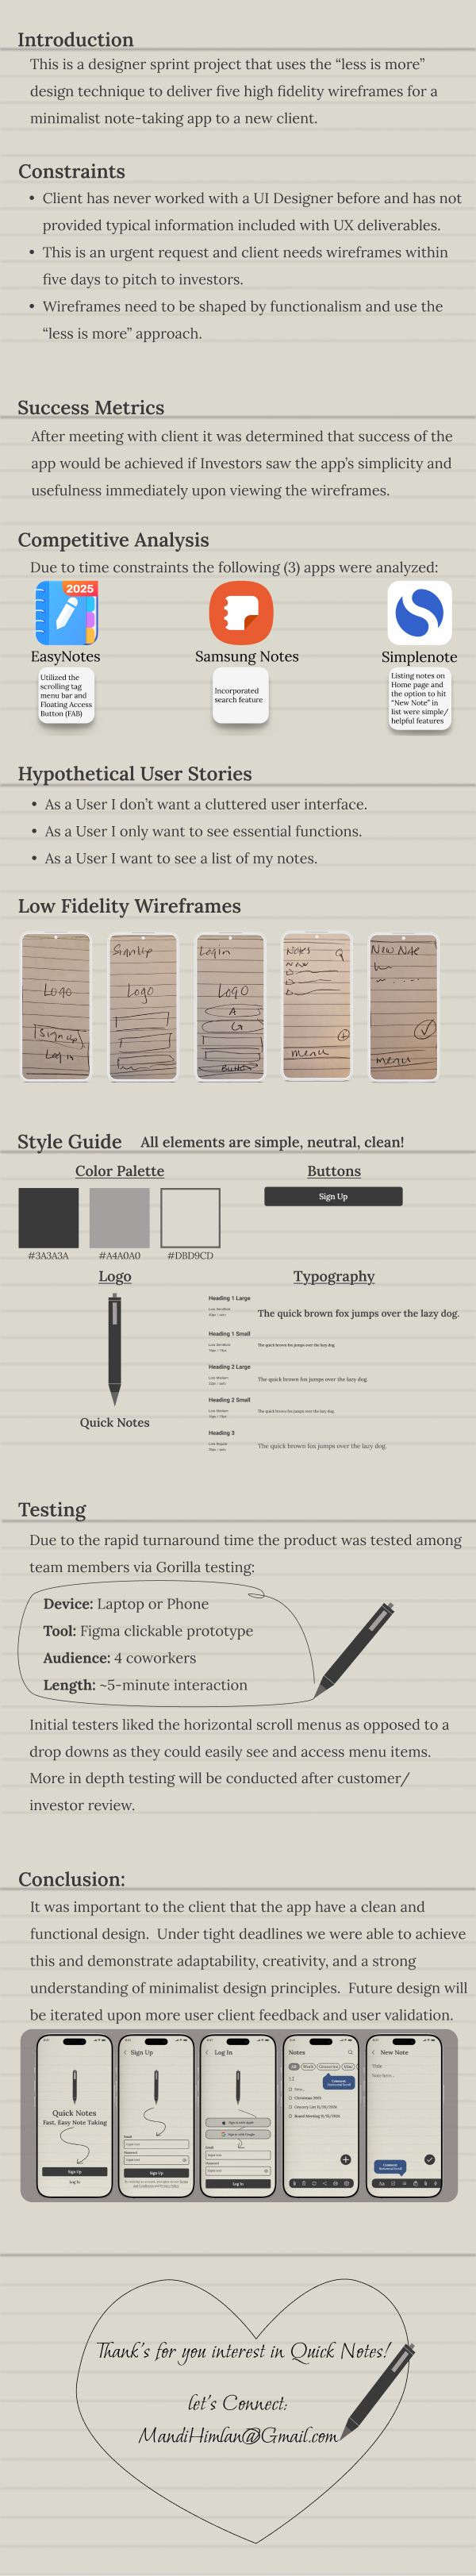 Introduction
This is a designer sprint project that uses the “less is more”
design technique to deliver five high fidelity wireframes for a
minimalist note-taking app to a new client.
Constraints
• Client has never worked with a UI Designer before and has not
provided typical information included with UX deliverables.
• This is an urgent request and client needs wireframes within
five days to pitch to investors.
• Wireframes need to be shaped by functionalism and use the
“less is more” approach.
Success Metrics
After meeting with client it was determined that success of the
app would be achieved if Investors saw the app’s simplicity and
usefulness immediately upon viewing the wireframes.
Competitive Analysis
Due to time constraints the following (3) apps were analyzed:
2025
EasyNotes
Samsung Notes
Simplenote
Utilized the
scrolling tag
menu bar and
Floating Access
Button (FAB)
Incorporated
search feature
Listing notes on
Home page and
the option to hit
"New Note" in
list were simple/
helpful features
Hypothetical User Stories
• As a User I don’t want a cluttered user interface.
• As a User I only want to see essential functions.
• As a User I want to see a list of my notes.
Low Fidelity Wireframes
Logo
Sign up
Log in
Sign Up
Logo
Login
LOGO
A
G
Button
Notes
New
menu
New Note
menu
Style Guide All elements are simple, neutral, clean!
Color Palette
Buttons
Sign Up
#3A3A3A
#A4A0A0
#DBD9CD
Logo
Typography
Quick Notes
Heading 1 Large
The quick brown fox jumps over the lazy dog.
Heading 1 Small
The quick brown fox jumps over the lazy dog.
Heading 2 Large
The quick brown fox jumps over the lazy dog.
Heading 2 Small
The quick brown fox jumps over the lazy dog.
Heading 3
The quick brown fox jumps over the lazy dog.
Testing
Due to the rapid turnaround time the product was tested among
team members via Gorilla testing:
Device: Laptop or Phone
Tool: Figma clickable prototype
Audience: 4 coworkers
Length: ~5-minute interaction
Initial testers liked the horizontal scroll menus as opposed to a
drop downs as they could easily see and access menu items.
More in depth testing will be conducted after customer/
investor review.
Conclusion:
It was important to the client that the app have a clean and
functional design. Under tight deadlines we were able to achieve
this and demonstrate adaptability, creativity, and a strong
understanding of minimalist design principles. Future design will
be iterated upon more user client feedback and user validation.
Quick Notes
Fast, Easy Note Taking
Sign Up
Log In
Sign Up
Email
Password
Sign Up
Log In
Sign in with Apple
Sign in with Google
Email
Password
Log In
Notes
All
New...
Christmas 2025
New Note
Title
Aa
Thank’s for you interest in Quick Notes!
let’s Connect:
MandiHimlan@Gmail.com